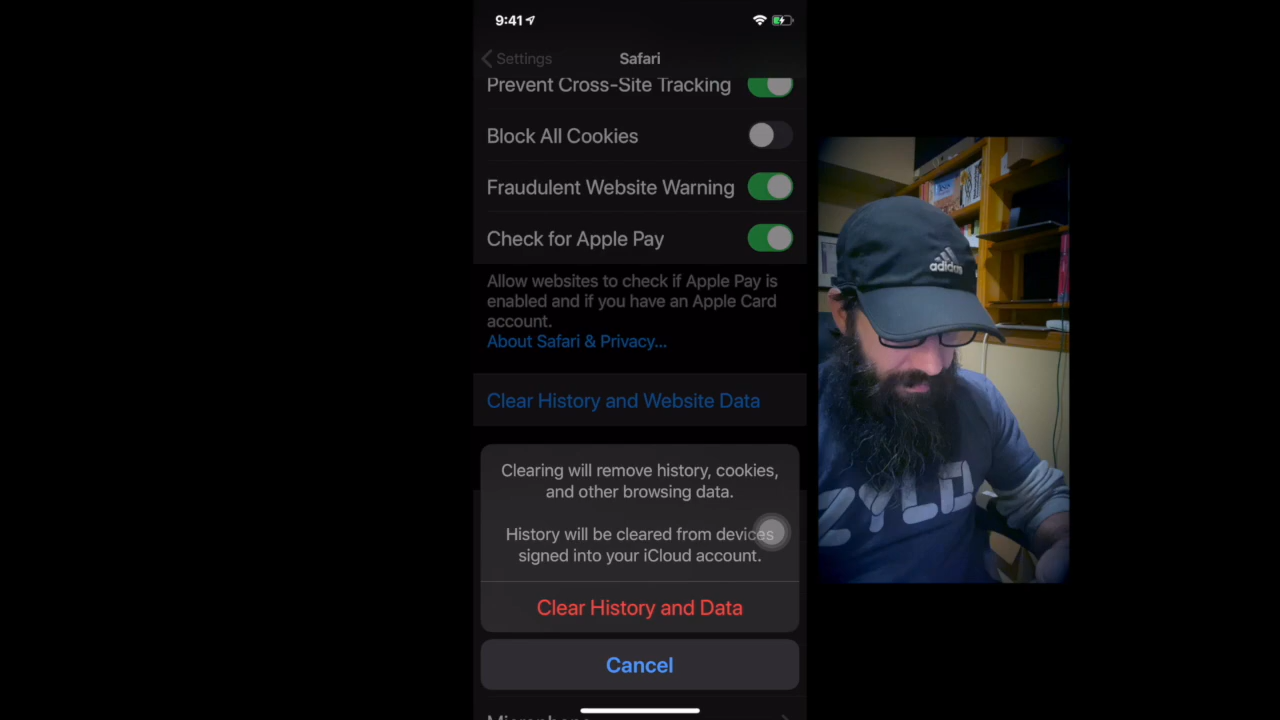 9:41
Settings
Safari
Prevent Cross-Site Tracking
Block All Cookies
Fraudulent Website Warning
Check for Apple Pay
Allow websites to check if Apple Pay is
enabled and if you have an Apple Card
account.
About Safari & Privacy...
Clear History and Website Data
Clearing will remove history, cookies,
and other browsing data.
History will be cleared from devices
signed into your iCloud account.
Clear History and Data
Cancel
Microphone
adidas